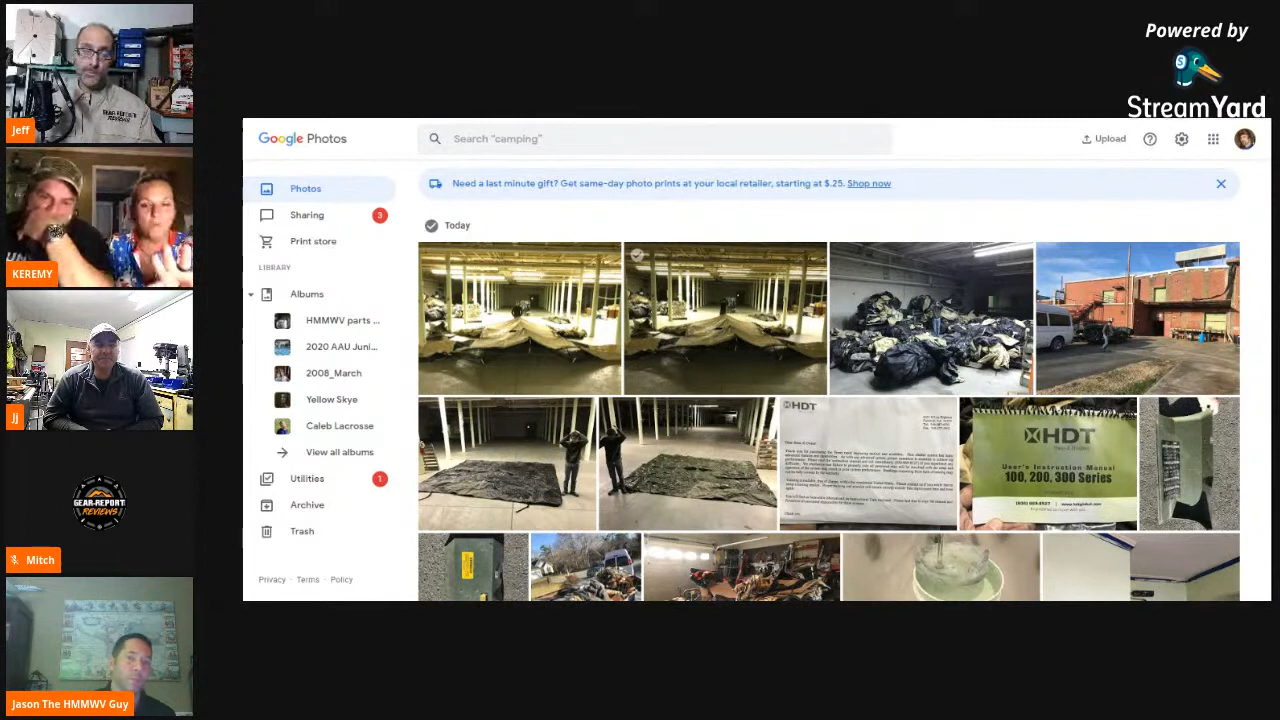 Powered by
StreamYard
Jeff
GEAR-REPORT
KEREMY
Jj
GEAR-REPORT
REVIEWS
Mitch
Jason The HMMWV Guy
Google Photos
Search "camping"
Upload
Photos
Sharing
3
Print store
LIBRARY
Albums
HMMWV parts ...
2020 AAU Juni...
2008_March
Yellow Skye
Caleb Lacrosse
View all albums
Utilities
1
Archive
Trash
Privacy · Terms · Policy
Need a last minute gift? Get same-day photo prints at your local retailer, starting at $.25. Shop now
Today
HDT
HDT
User's Instruction Manual
100, 200, 300 Series